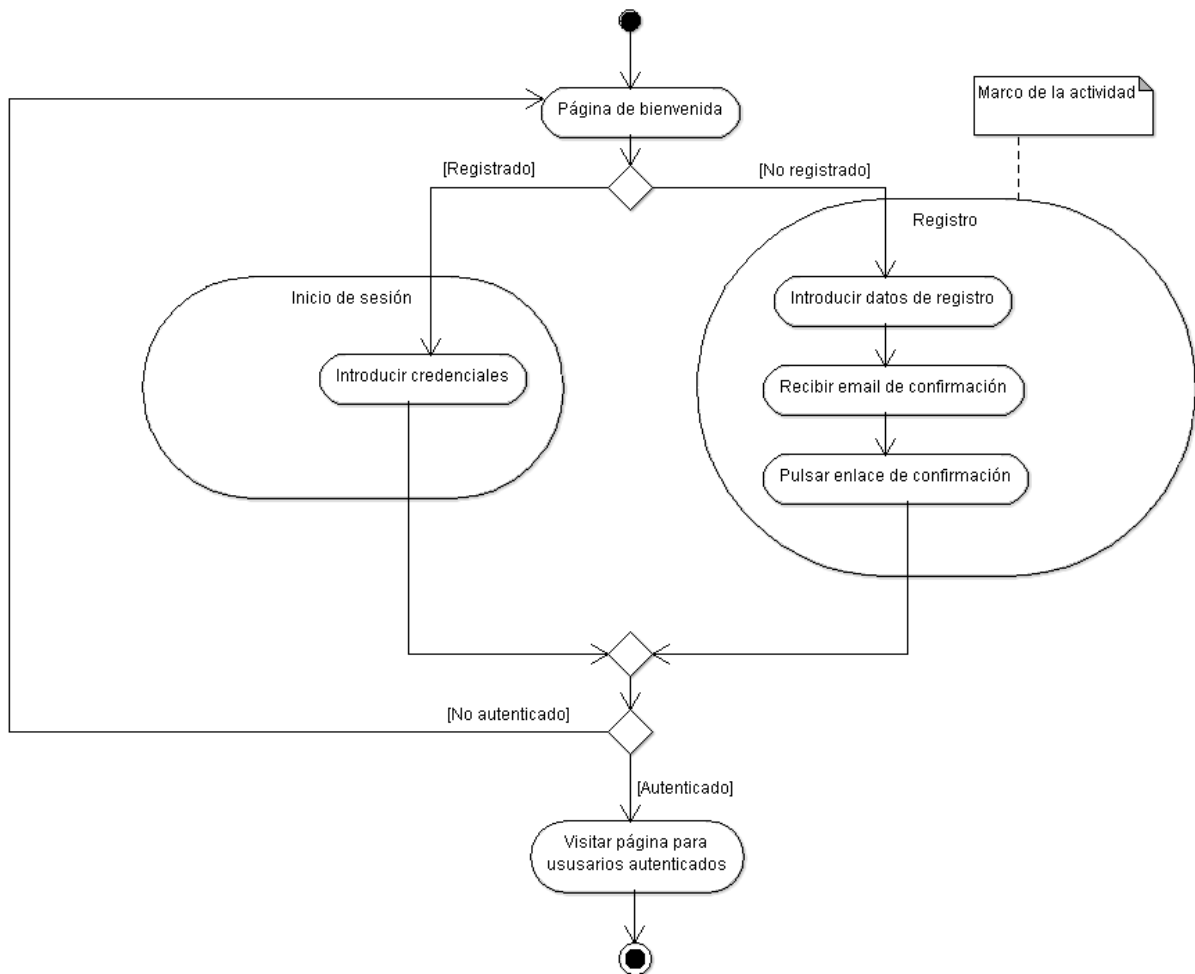 Página de bienvenida
Marco de la actividad
[Registrado]
[No registrado]
Registro
Inicio de sesión
Introducir datos de registro
Introducir credenciales
Recibir email de confirmación
Pulsar enlace de confirmación
[No autenticado]
[Autenticado]
Visitar página para
ususarios autenticados